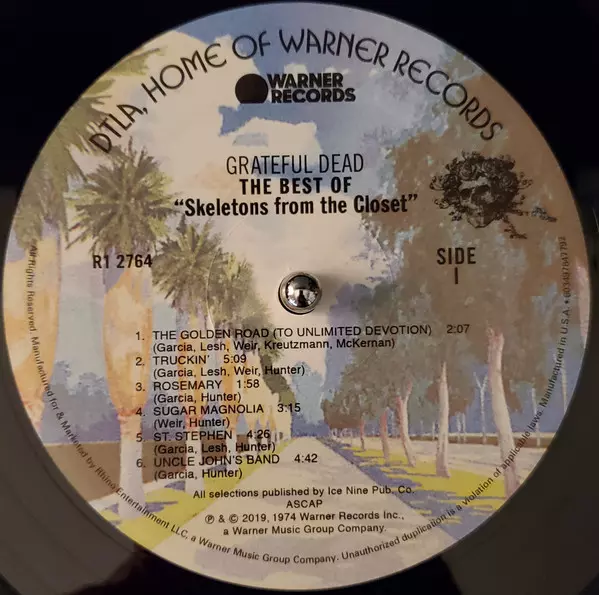 DTLA, HOME OF WARNER RECORDS
WARNER
RECORDS
GRATEFUL DEAD
THE BEST OF
"Skeletons from the Closet"
R1 2764
SIDE
I
1. THE GOLDEN ROAD (TO UNLIMITED DEVOTION) 2:07
(Garcia, Lesh, Weir, Kreutzmann, McKernan)
2. TRUCKIN' 5:09
(Garcia, Lesh, Weir, Hunter)
3. ROSEMARY 1:58
(Garcia, Hunter)
4. SUGAR MAGNOLIA 3:15
(Weir, Hunter)
5. ST. STEPHEN 4:26
(Garcia, Lesh, Hunter)
6. UNCLE JOHN'S BAND 4:42
(Garcia, Hunter)
All selections published by Ice Nine Pub. Co.
ASCAP
℗ & © 2019, 1974 Warner Records Inc.,
a Warner Music Group Company.
All Rights Reserved. Manufactured for & Marketed by Rhino Entertainment LLC, a Warner Music Group Company. Unauthorized duplication is a violation of applicable laws. Manufactured in U.S.A. •